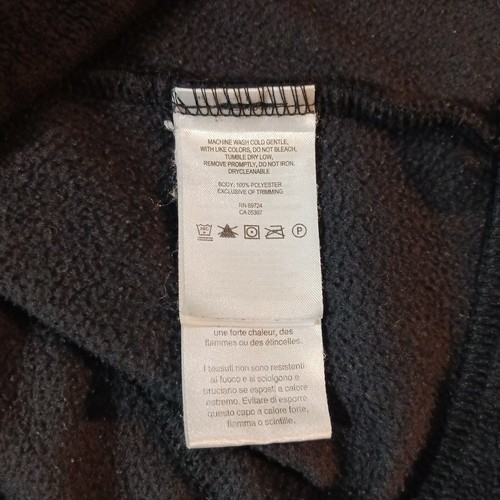 MACHINE WASH COLD GENTLE,
WITH LIKE COLORS, DO NOT BLEACH,
TUMBLE DRY LOW,
REMOVE PROMPTLY, DO NOT IRON.
DRYCLEANABLE
BODY: 100% POLYESTER
EXCLUSIVE OF TRIMMING
RN 69724
CA 05367
P
une forte chaleur, des
flammes ou des étincelles.
I tessuti non sono resistenti
al fuoco e si sciolgono e
bruciano se esposti a calore
estremo. Evitare di esporre
questo capo a calore forte,
fiamma o scintille.